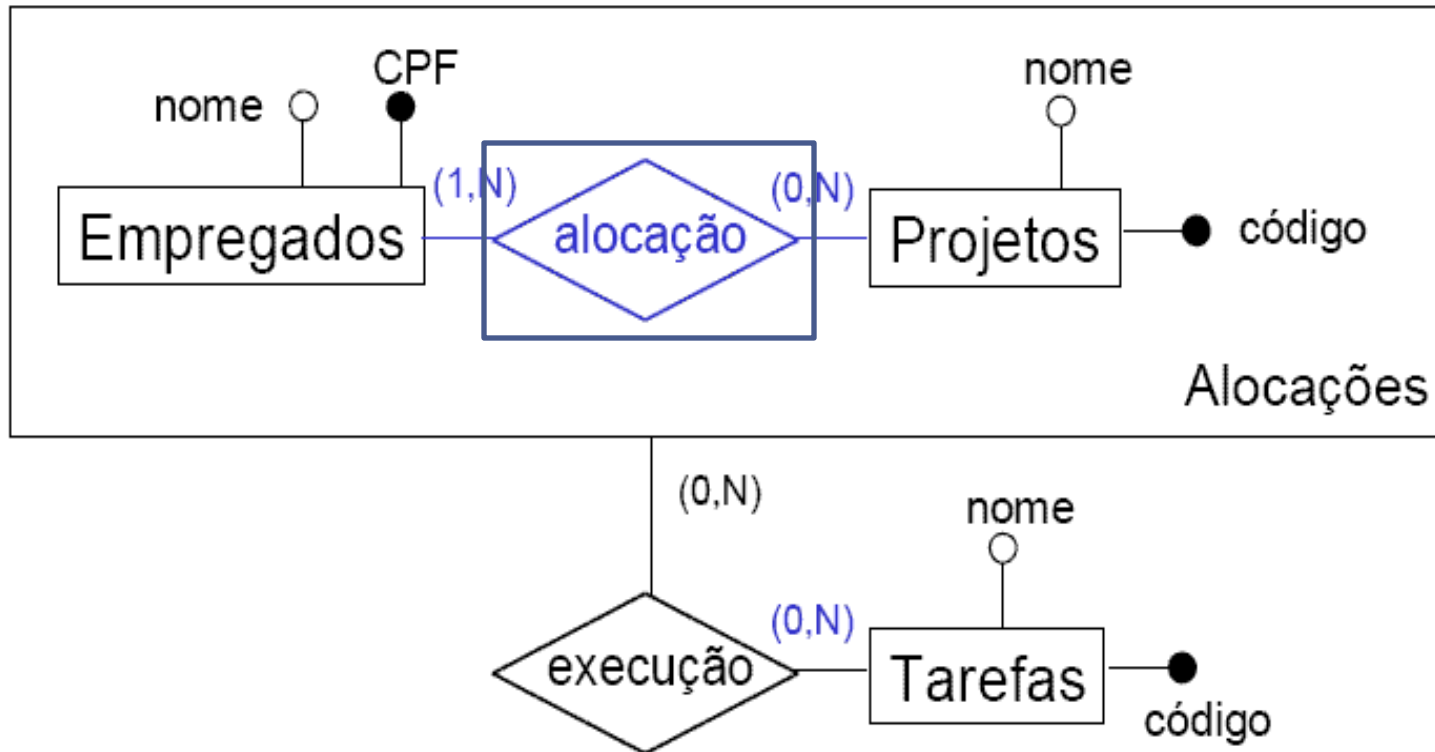 CPF
nome
nome
(1,N)
(0,N)
Empregados
alocação
Projetos
código
Alocações
(0,N)
nome
(0,N)
execução
Tarefas
código